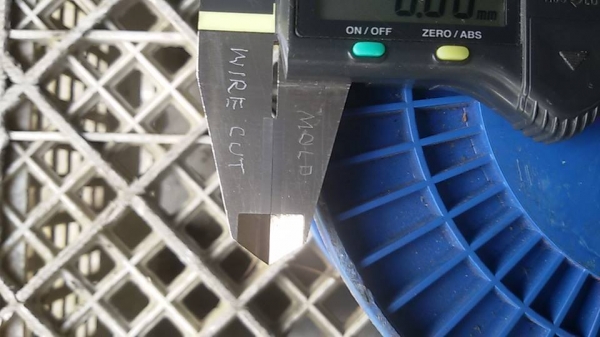 0.00 mm
ON / OFF
ZERO / ABS
WIRE CUT
MOLD